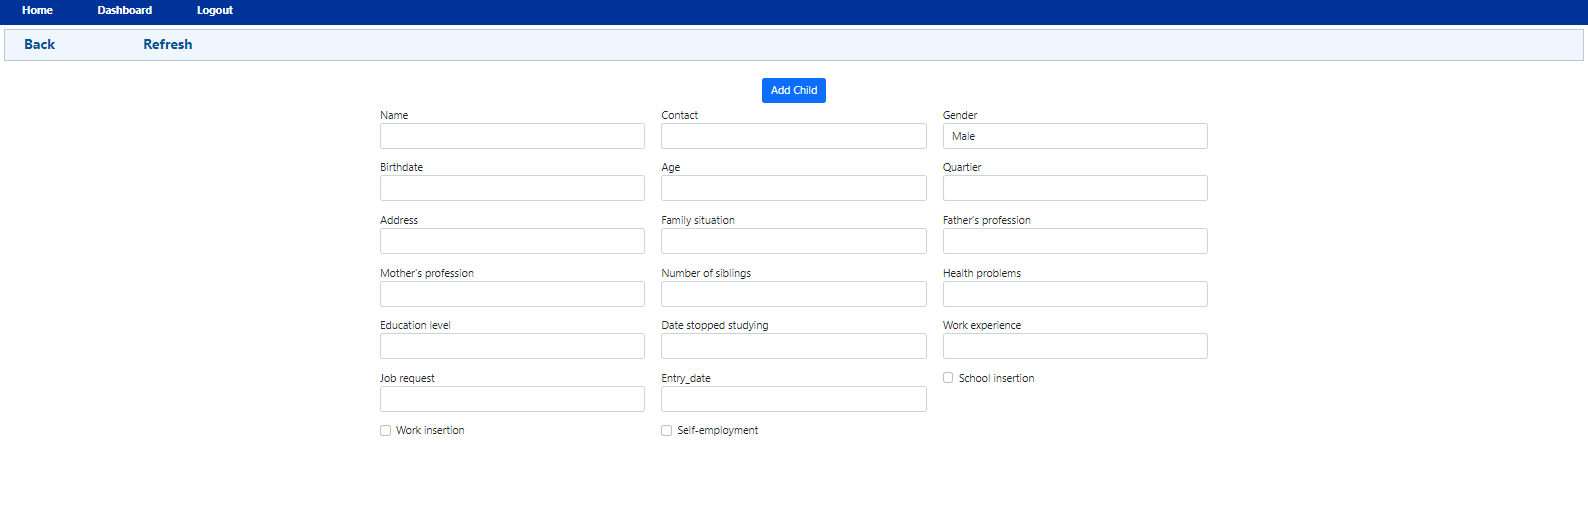 Home Dashboard Logout
Back Refresh
Add Child
Name Contact Gender
Male
Birthdate Age Quartier
Address Family situation Father's profession
Mother's profession Number of siblings Health problems
Education level Date stopped studying Work experience
Job request Entry_date School insertion
Work insertion Self-employment